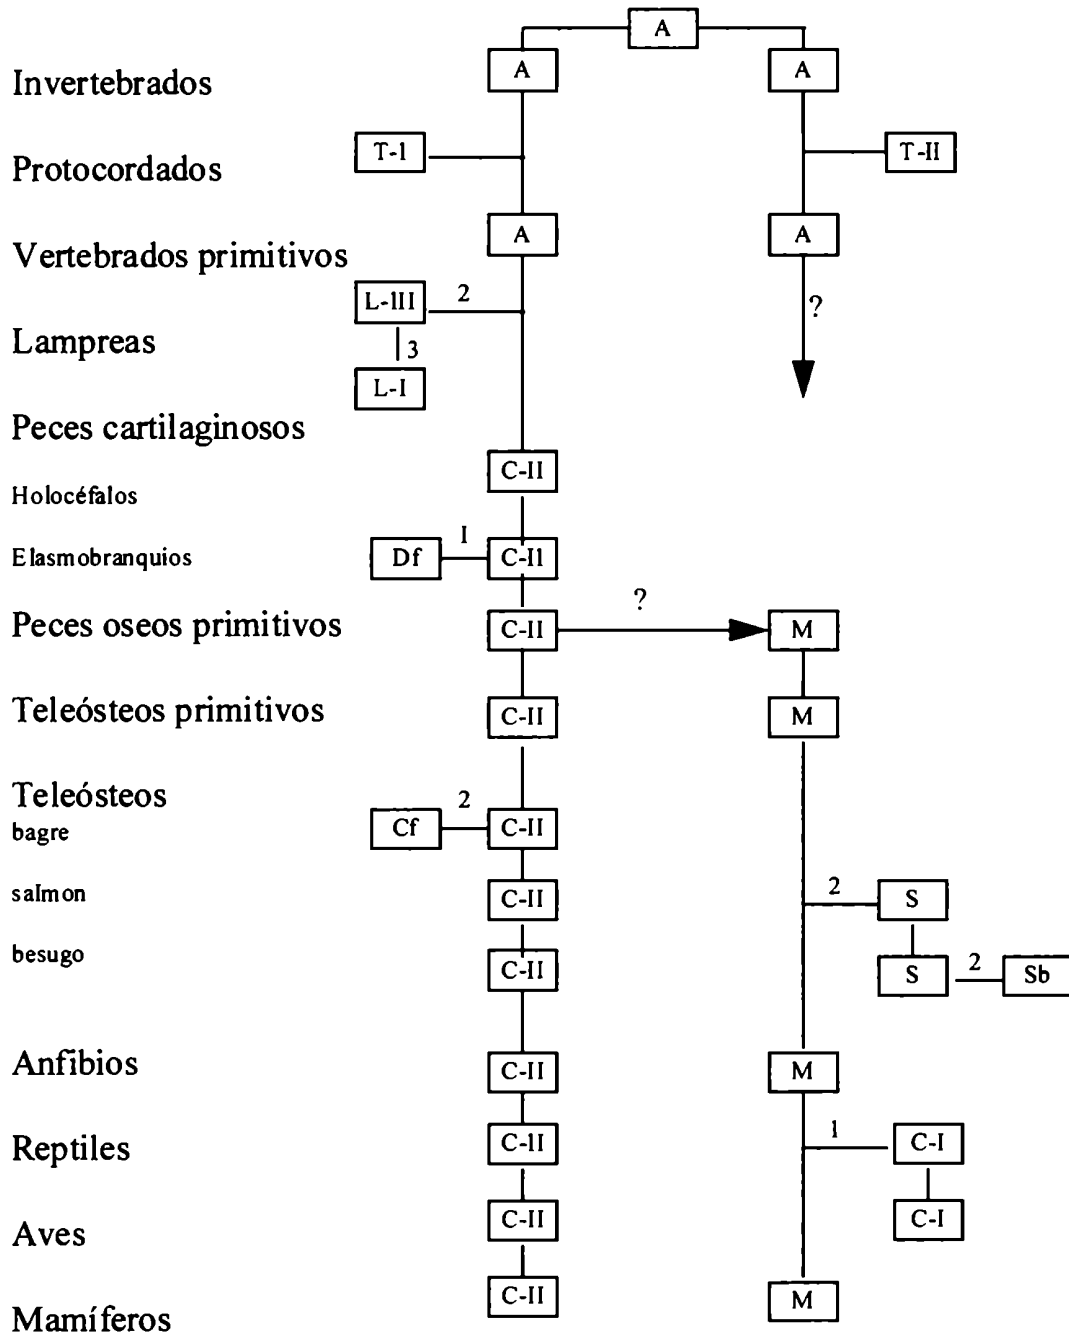 A
Invertebrados
A
A
Protocordados
T-I
T-II
Vertebrados primitivos
A
A
L-III
2
?
Lampreas
3
L-I
Peces cartilaginosos
C-II
Holocéfalos
Elasmobranquios
Df
1
C-II
Peces oseos primitivos
C-II
?
M
Teleósteos primitivos
C-II
M
Teleósteos
bagre
Cf
2
C-II
salmon
C-II
2
S
besugo
C-II
S
2
Sb
Anfibios
C-II
M
Reptiles
C-II
1
C-I
Aves
C-II
C-I
Mamíferos
C-II
M